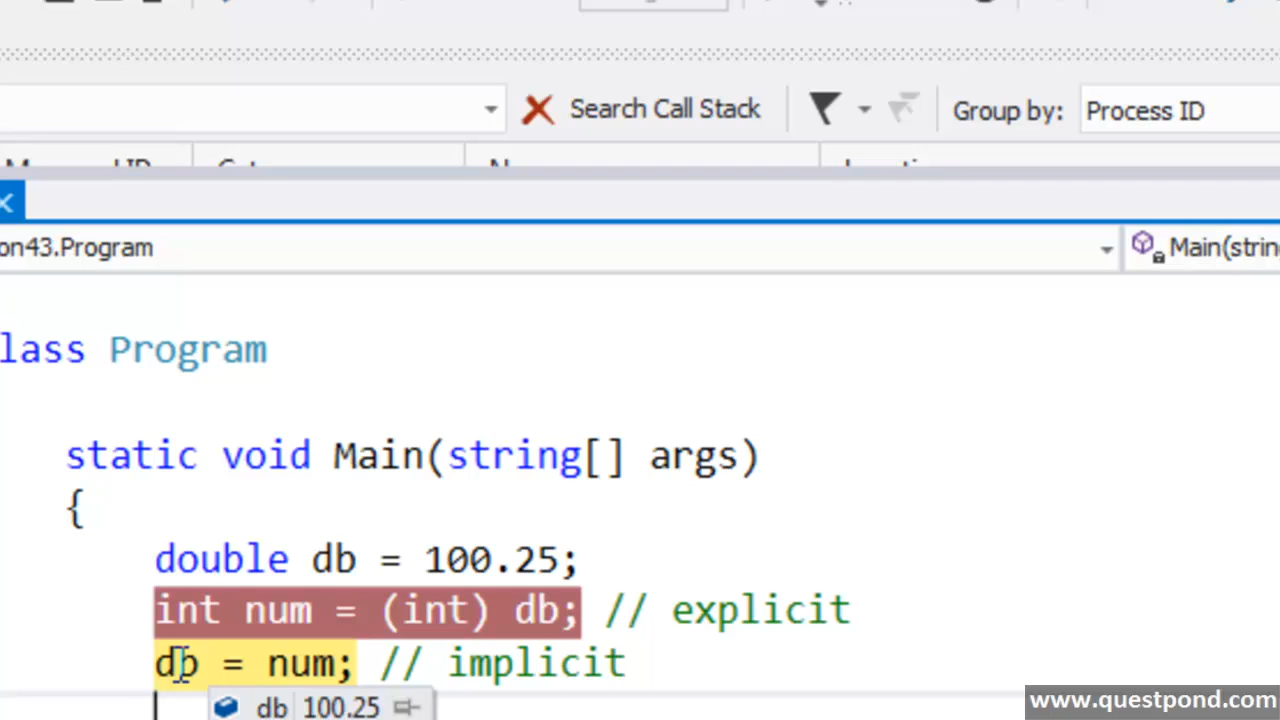 Search Call Stack Group by: Process ID
on43.Program Main(strin
lass Program
static void Main(string[] args)
{
double db = 100.25;
int num = (int) db; // explicit
db = num; // implicit
db 100.25
www.questpond.com